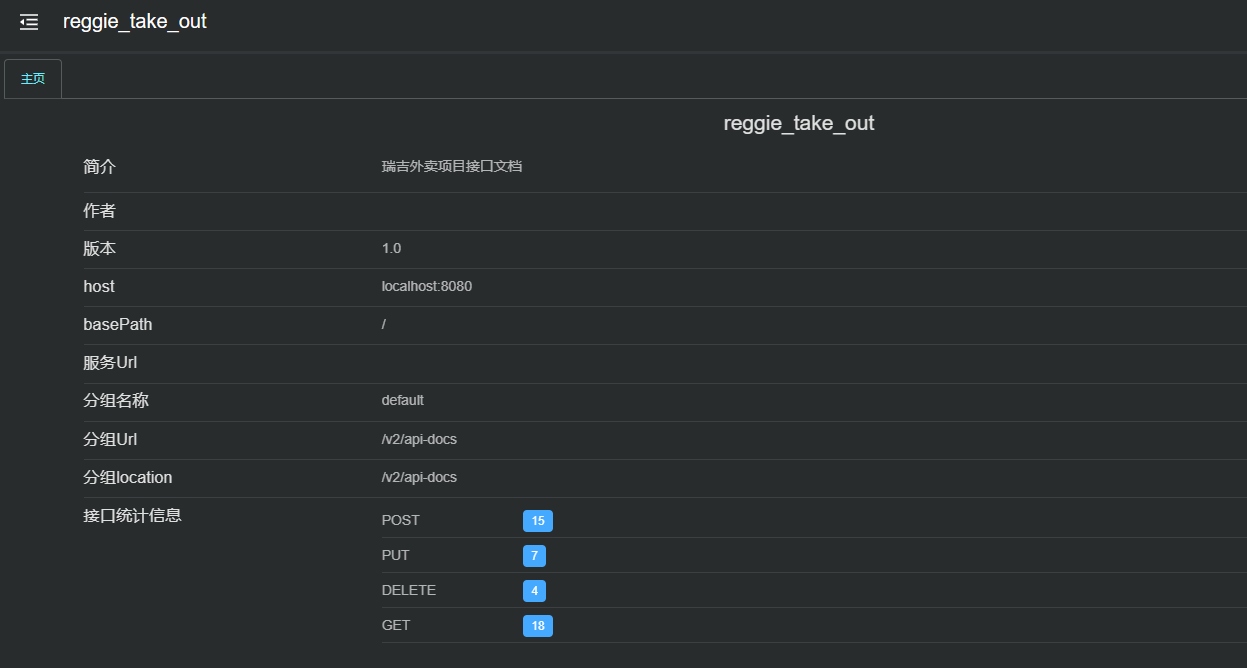 reggie_take_out
主页
reggie_take_out
简介 瑞吉外卖项目接口文档
作者
版本 1.0
host localhost:8080
basePath /
服务Url
分组名称 default
分组Url /v2/api-docs
分组location /v2/api-docs
接口统计信息
POST 15
PUT 7
DELETE 4
GET 18